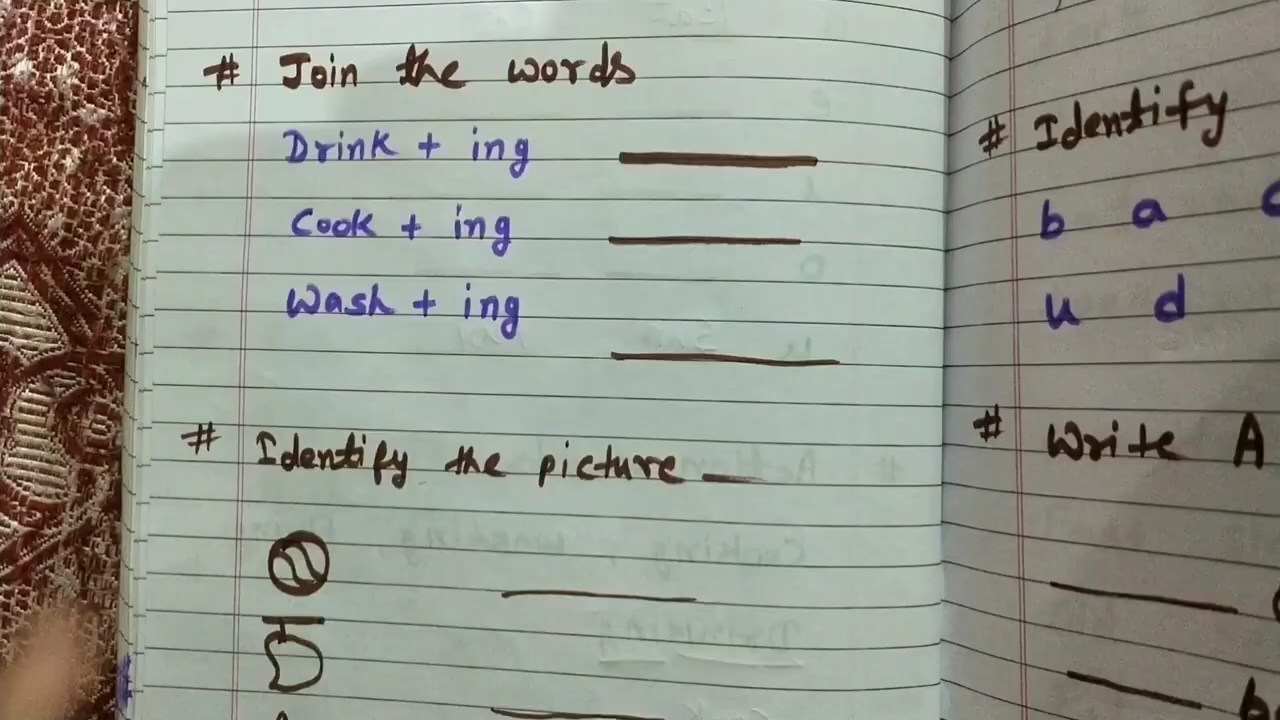 # Join the words
Drink + ing
Cook + ing
Wash + ing
# Identify the picture
# Identify
b a
u d
# Write A